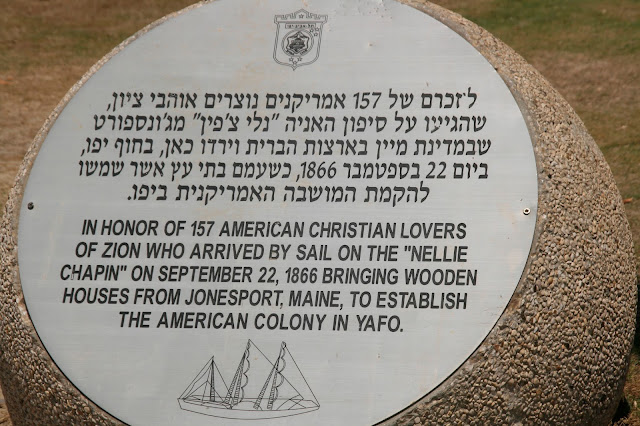 לזכרם של 157 אמריקנים נוצרים אוהבי ציון,
שהגיעו על סיפון האניה "נלי צ'פין" מג'ונספורט
שבמדינת מיין בארצות הברית וירדו כאן, בחוף יפו,
ביום 22 בספטמבר 1866, כשעמם בתי עץ אשר שמשו
להקמת המושבה האמריקנית ביפו.
IN HONOR OF 157 AMERICAN CHRISTIAN LOVERS
OF ZION WHO ARRIVED BY SAIL ON THE "NELLIE
CHAPIN" ON SEPTEMBER 22, 1866 BRINGING WOODEN
HOUSES FROM JONESPORT, MAINE, TO ESTABLISH
THE AMERICAN COLONY IN YAFO.